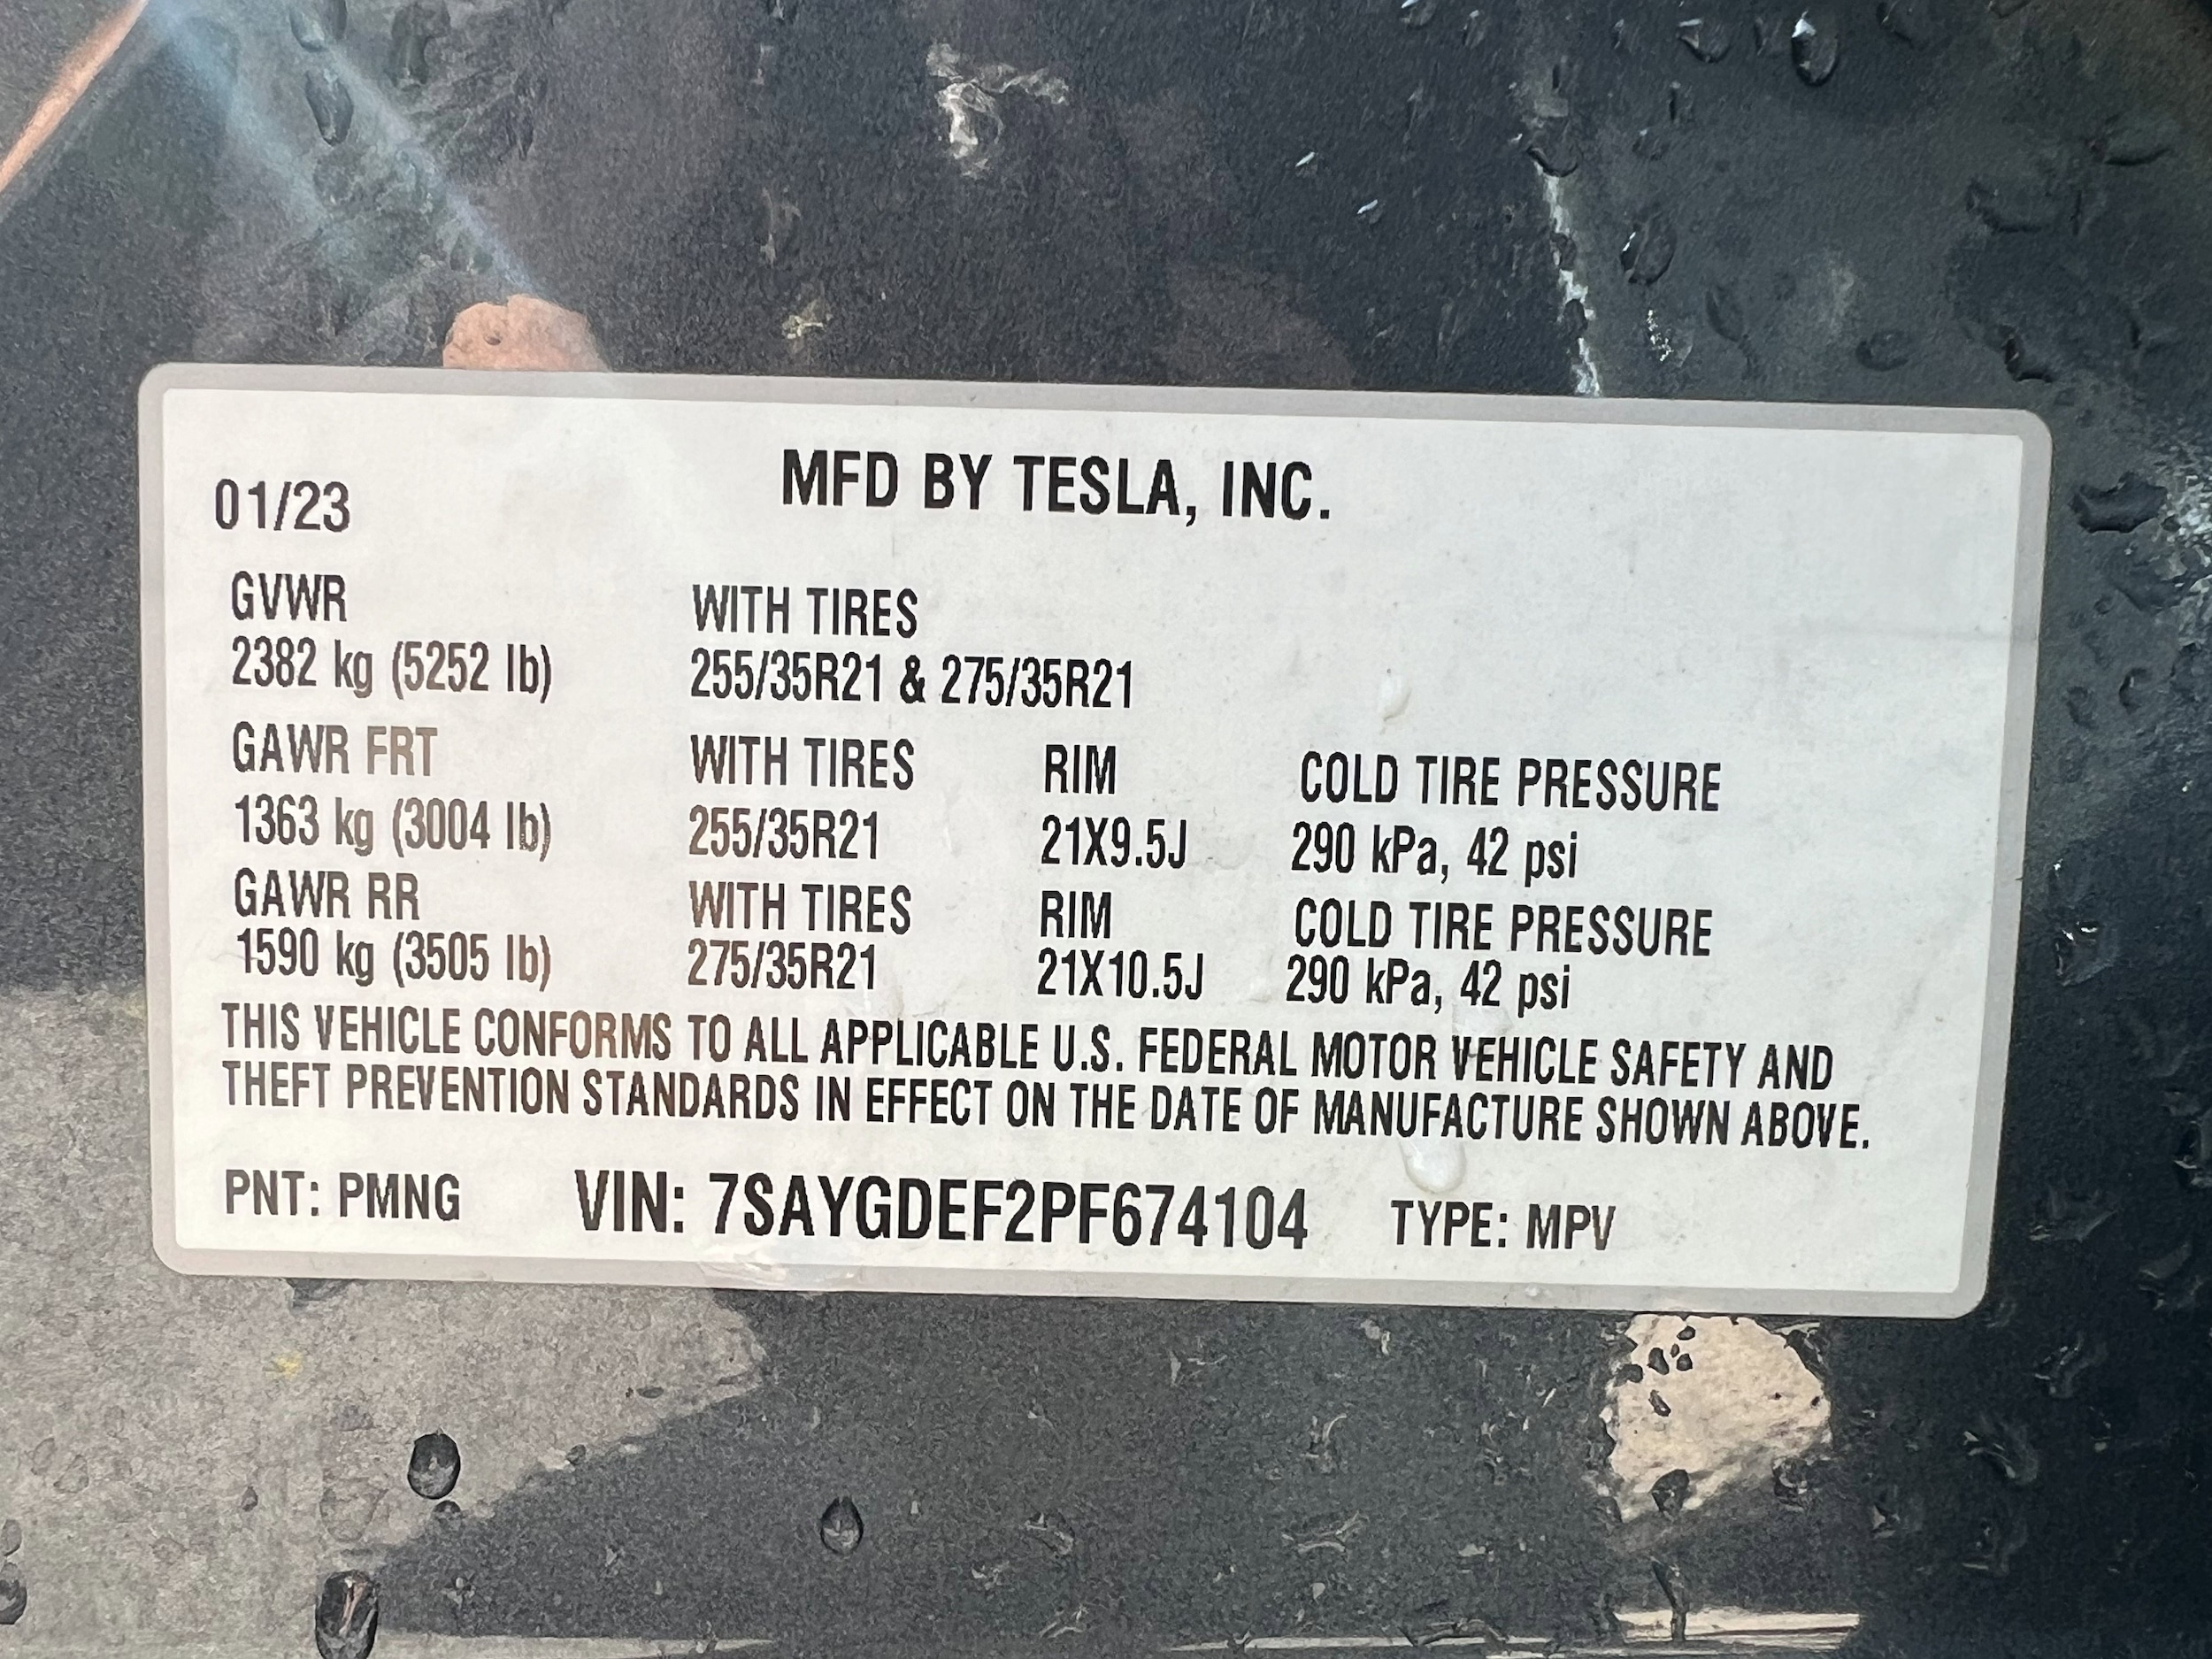 MFD BY TESLA, INC.
01/23
GVWR WITH TIRES
2382 kg (5252 lb) 255/35R21 & 275/35R21
GAWR FRT WITH TIRES RIM COLD TIRE PRESSURE
1363 kg (3004 lb) 255/35R21 21X9.5J 290 kPa, 42 psi
GAWR RR WITH TIRES RIM COLD TIRE PRESSURE
1590 kg (3505 lb) 275/35R21 21X10.5J 290 kPa, 42 psi
THIS VEHICLE CONFORMS TO ALL APPLICABLE U.S. FEDERAL MOTOR VEHICLE SAFETY AND
THEFT PREVENTION STANDARDS IN EFFECT ON THE DATE OF MANUFACTURE SHOWN ABOVE.
PNT: PMNG VIN: 7SAYGDEF2PF674104 TYPE: MPV